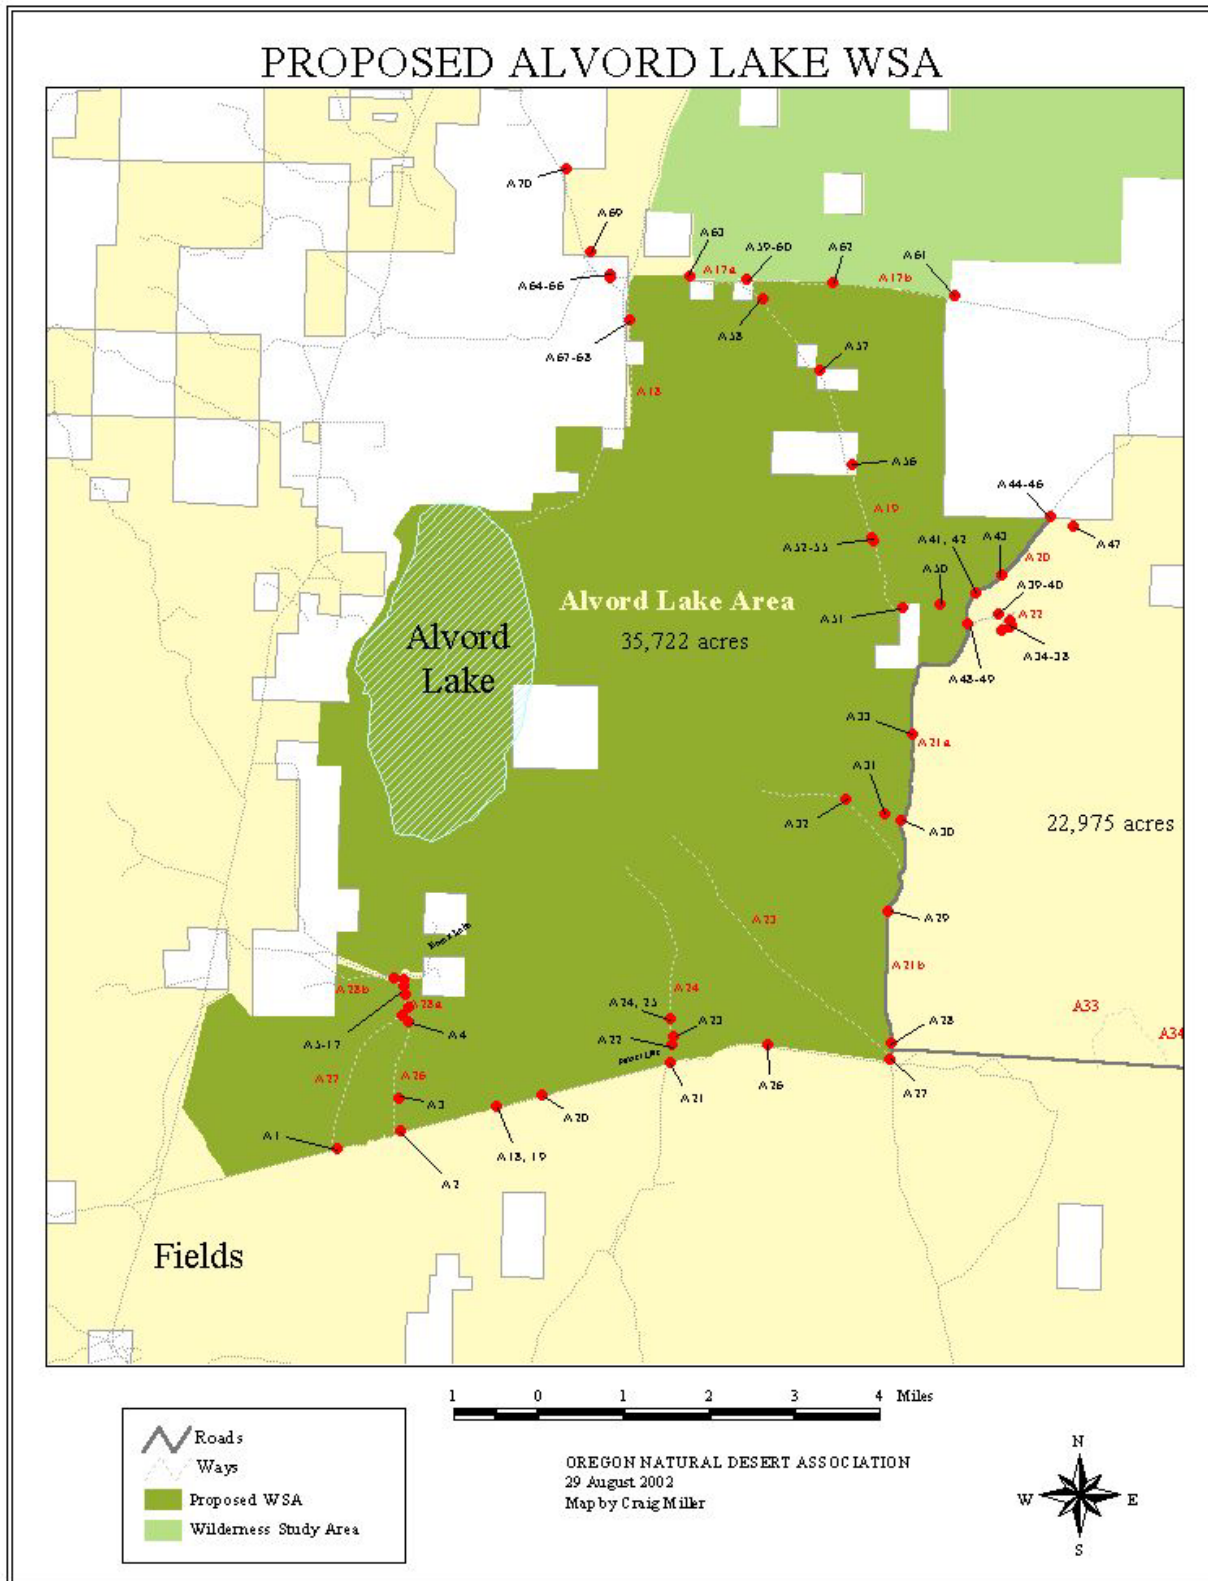 PROPOSED ALVORD LAKE WSA
A70
A69
A63
A59-60
A62
A61
A17a
A17b
A64-66
A58
A67-68
A57
A18
A56
A44-46
A19
A41, 42
A43
A47
A20
A52-55
A50
A39-40
Alvord Lake Area
A51
A22
Alvord
Lake
35,722 acres
A34-38
A48-49
A33
A21a
A31
A32
A30
22,975 acres
A23
A29
A21b
A28b
A28a
A24, 25
A24
A23
A28
A33
A34
A5-17
A4
A22
A27
A26
A21
A26
A27
A3
A20
A1
A18, 19
A2
Fields
1 0 1 2 3 4 Miles
Roads
Ways
Proposed WSA
Wilderness Study Area
OREGON NATURAL DESERT ASSOCIATION
29 August 2002
Map by Craig Miller
N
W E
S